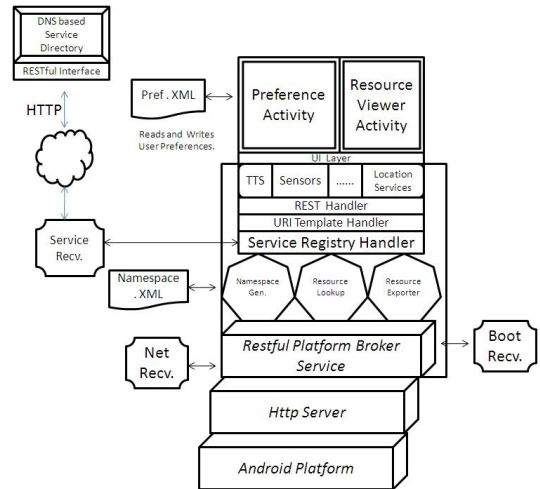 DNS based
Service
Directory
RESTful Interface
HTTP
Service
Recv.
Pref . XML
Reads and Writes
User Preferences.
Preference
Activity
Resource
Viewer
Activity
UI Layer
TTS
Sensors
......
Location
Services
REST Handler
URI Template Handler
Service Registry Handler
Namespace
. XML
Namespace
Gen.
Resource
Lookup
Resource
Exporter
Restful Platform Broker
Service
Net
Recv.
Boot
Recv.
Http Server
Android Platform